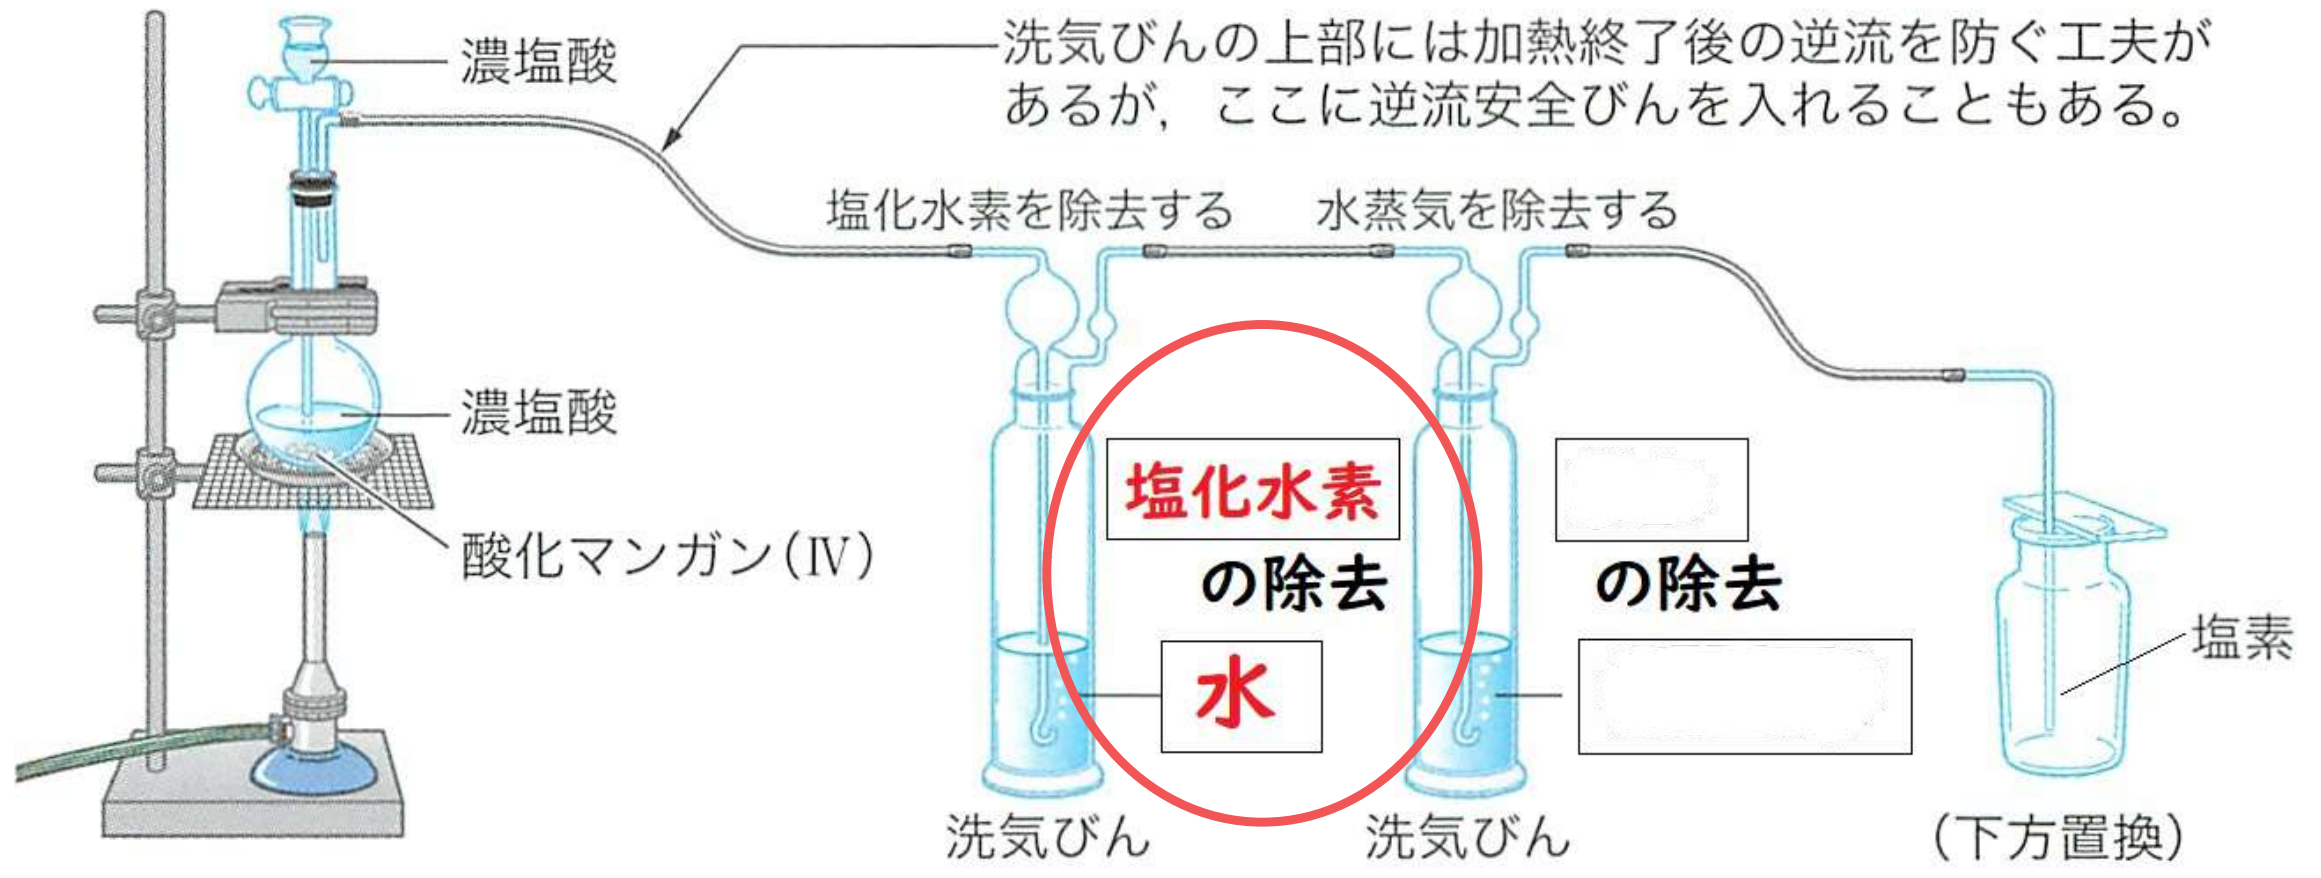 濃塩酸
洗気びんの上部には加熱終了後の逆流を防ぐ工夫が
あるが，ここに逆流安全びんを入れることもある。
塩化水素を除去する
水蒸気を除去する
濃塩酸
酸化マンガン(Ⅳ)
塩化水素
の除去
水
の除去
塩素
洗気びん
洗気びん
(下方置換)